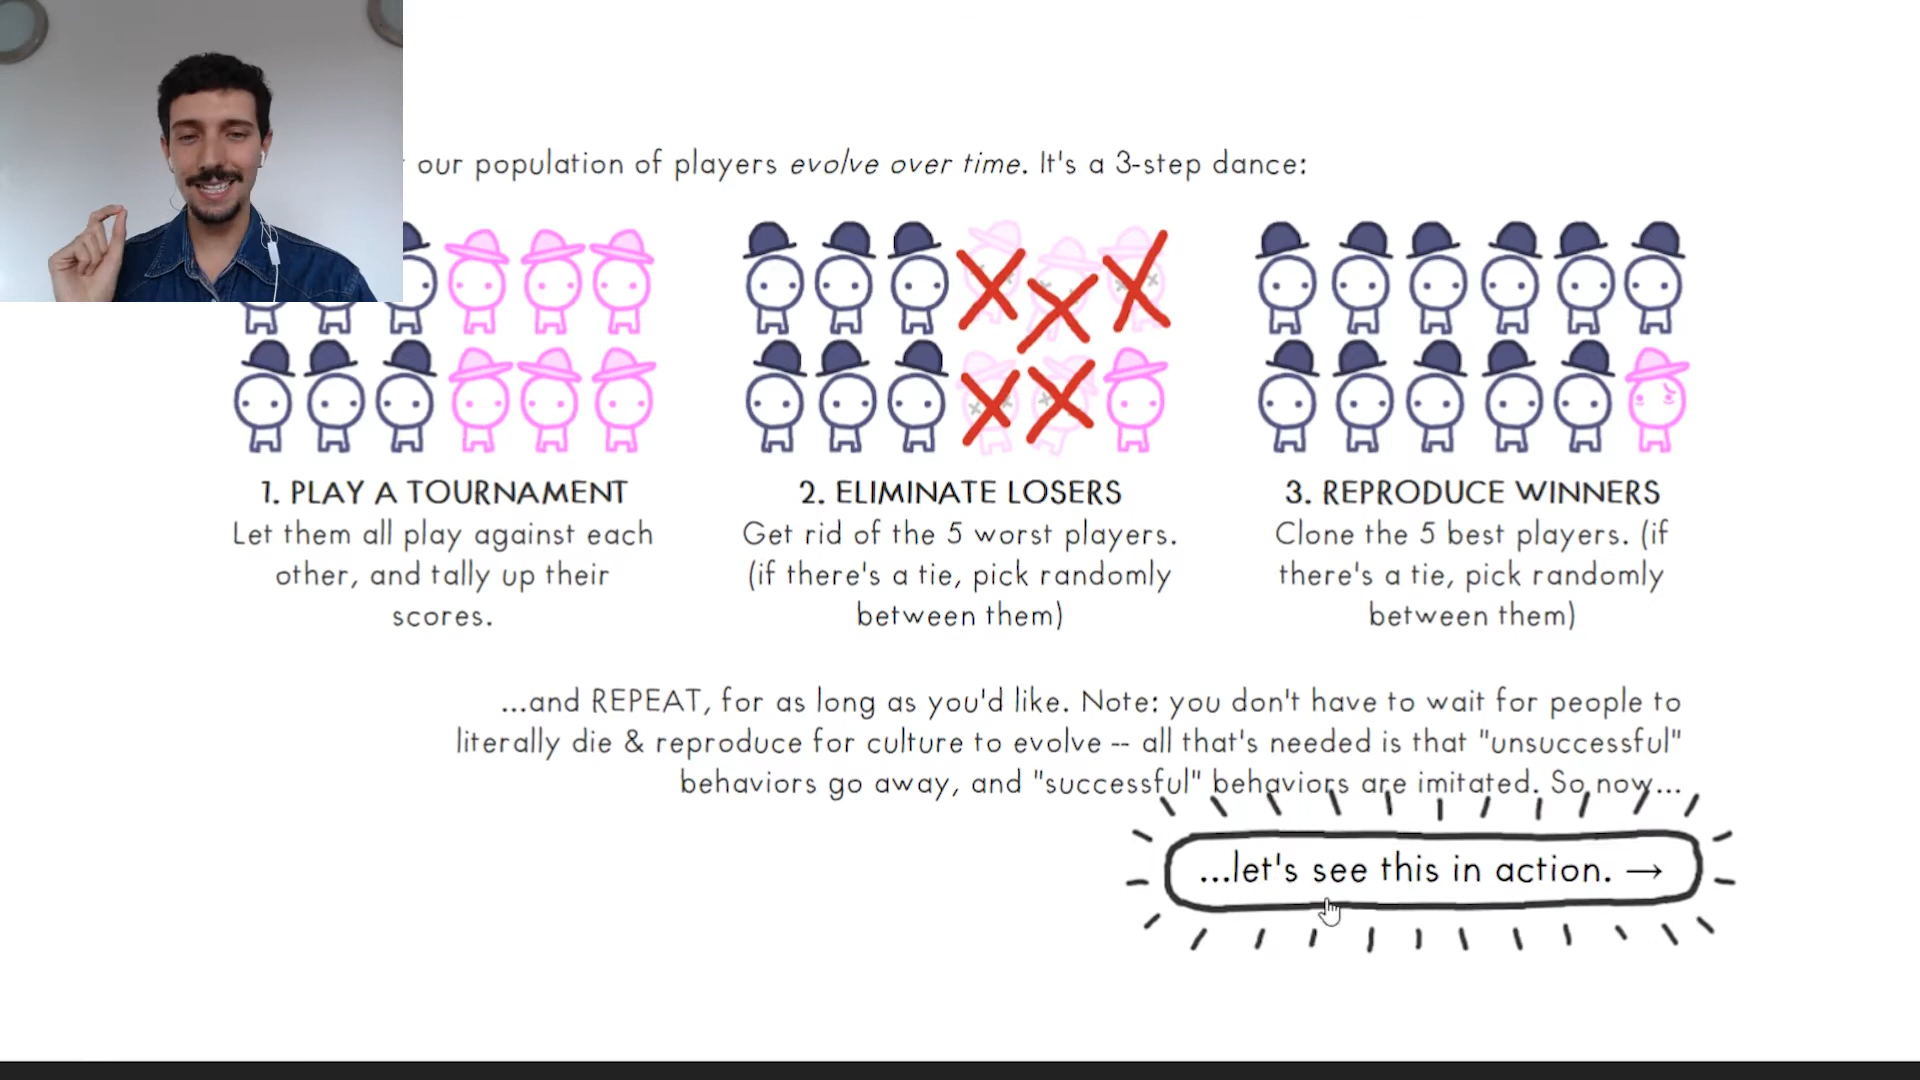 our population of players evolve over time. It's a 3-step dance:
1. PLAY A TOURNAMENT
Let them all play against each
other, and tally up their
scores.
2. ELIMINATE LOSERS
Get rid of the 5 worst players.
(if there's a tie, pick randomly
between them)
3. REPRODUCE WINNERS
Clone the 5 best players. (if
there's a tie, pick randomly
between them)
...and REPEAT, for as long as you'd like. Note: you don't have to wait for people to
literally die & reproduce for culture to evolve -- all that's needed is that "unsuccessful"
behaviors go away, and "successful" behaviors are imitated. So now...
...let's see this in action. →